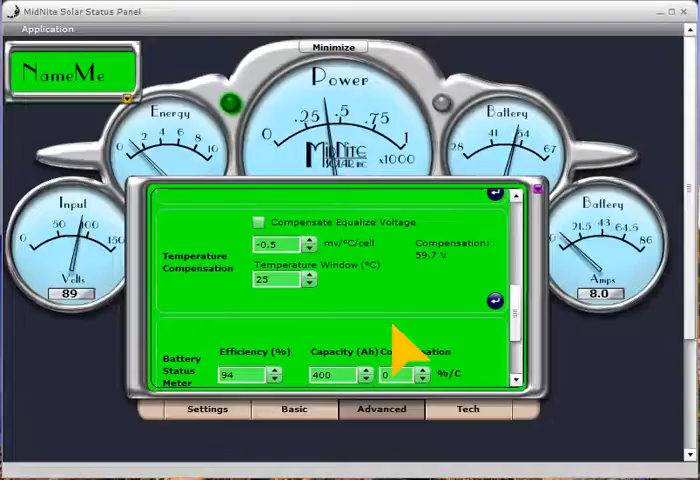 MidNite Solar Status Panel
Application
Minimize
NameMe
Power
.25 .5 .75
0 1
MidNite
SOLAR INC
x1000
Energy
0 2 4 6 8 10
Battery
28 41 54 67
Input
0 50 100 150
Volts
89
Battery
0 21.5 43 64.5 86
Amps
8.0
Compensate Equalize Voltage
Temperature
Compensation
-0.5 mv/°C/cell
Compensation:
59.7 V
Temperature Window (°C)
25
Battery
Status
Meter
Efficiency (%) Capacity (Ah)
94 400 0 %/C
Settings Basic Advanced Tech